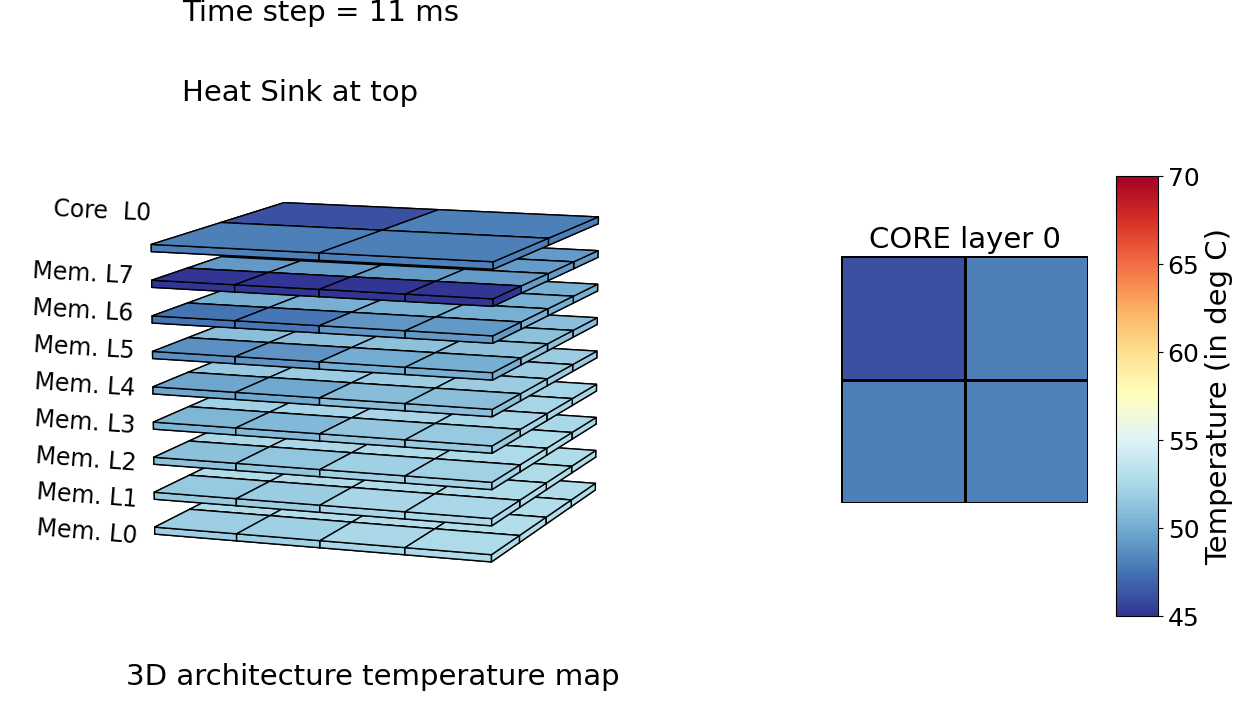 Time step = 11 ms
Heat Sink at top
Core  L0
Mem. L7
Mem. L6
Mem. L5
Mem. L4
Mem. L3
Mem. L2
Mem. L1
Mem. L0
3D architecture temperature map
CORE layer 0
70
65
60
55
50
45
Temperature (in deg C)